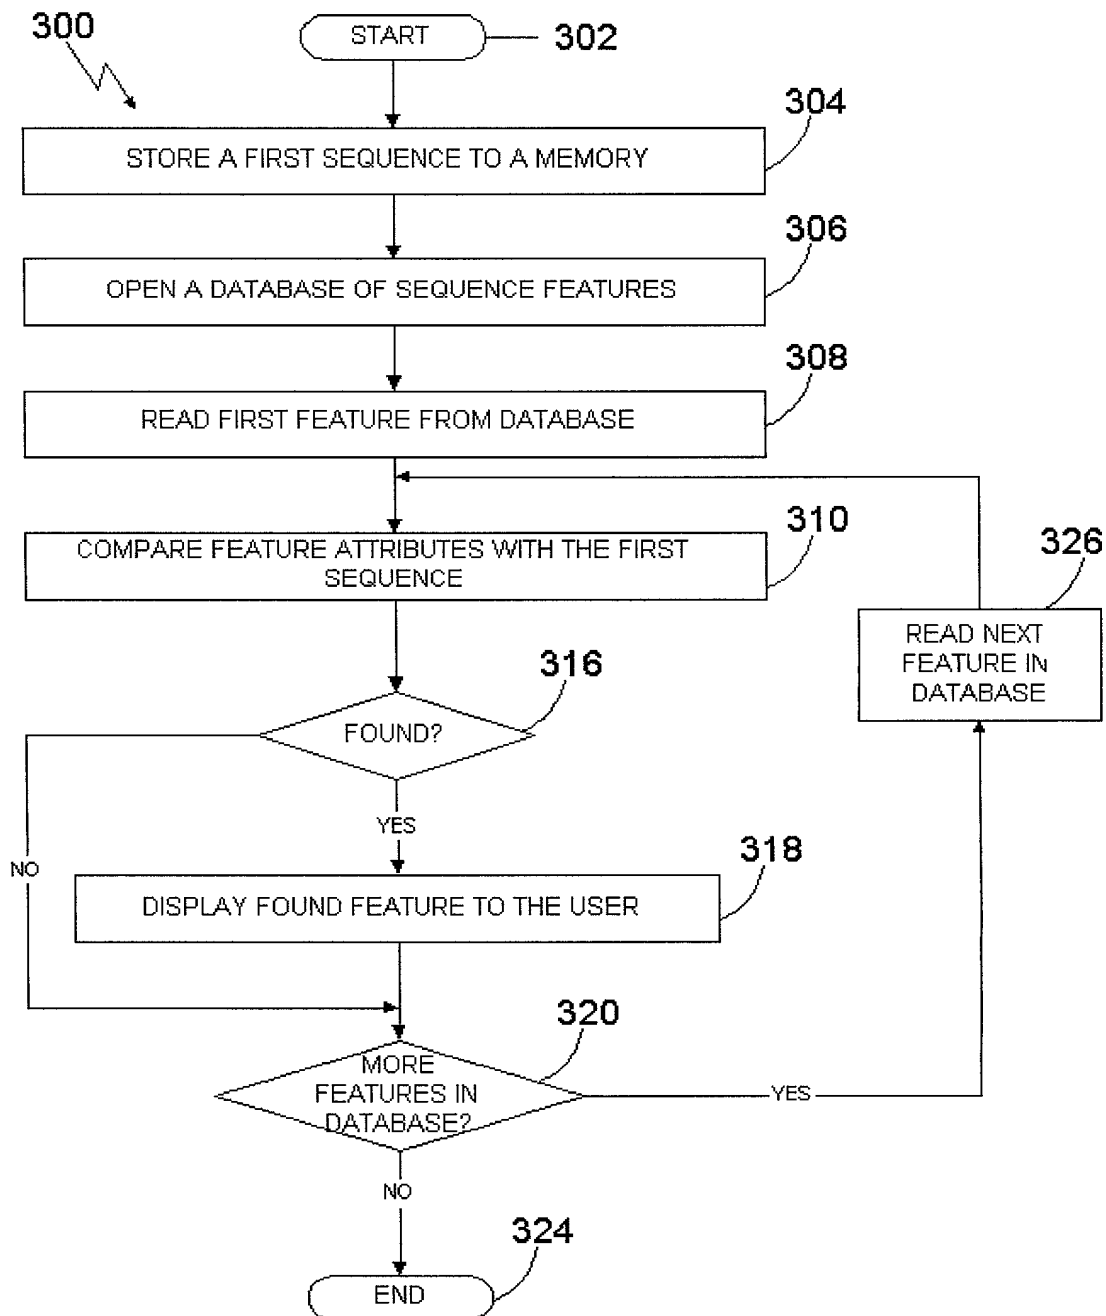 300
START
302
304
STORE A FIRST SEQUENCE TO A MEMORY
306
OPEN A DATABASE OF SEQUENCE FEATURES
308
READ FIRST FEATURE FROM DATABASE
310
COMPARE FEATURE ATTRIBUTES WITH THE FIRST
SEQUENCE
326
READ NEXT
FEATURE IN
DATABASE
316
FOUND?
YES
NO
318
DISPLAY FOUND FEATURE TO THE USER
320
MORE
FEATURES IN
DATABASE?
YES
NO
324
END